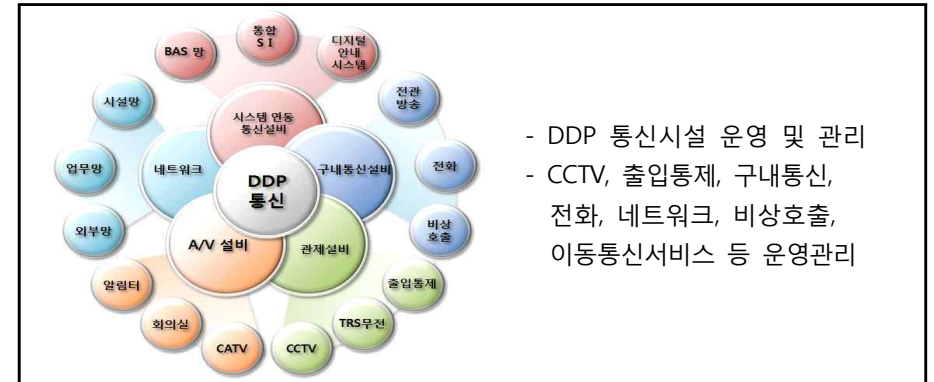 통합
S I
BAS 망
디지털
안내
시스템
시설망
전관
방송
시스템 연동
통신설비
업무망
네트워크
구내통신설비
전화
DDP
통신
외부망
A/V 설비
관제설비
비상
호출
알림터
출입통제
회의실
TRS무전
CATV
CCTV
- DDP 통신시설 운영 및 관리
- CCTV, 출입통제, 구내통신,
전화, 네트워크, 비상호출,
이동통신서비스 등 운영관리